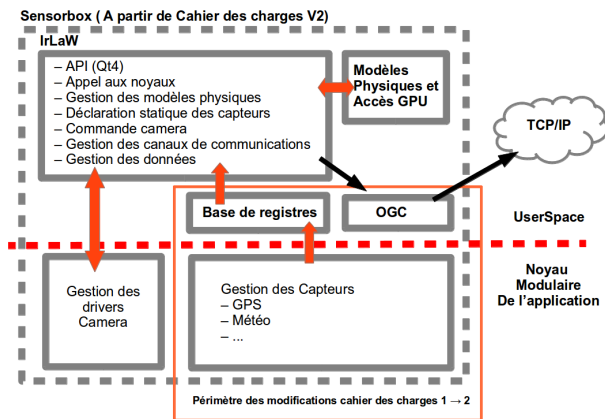 Sensorbox ( A partir de Cahier des charges V2)
IrLaW
– API (Qt4)
– Appel aux noyaux
– Gestion des modèles physiques
– Déclaration statique des capteurs
– Commande camera
– Gestion des canaux de communications
– Gestion des données
Modèles
Physiques et
Accès GPU
TCP/IP
Base de registres
OGC
UserSpace
Gestion des
drivers
Camera
Gestion des Capteurs
– GPS
– Météo
– ...
Noyau
Modulaire
De l'application
Périmètre des modifications cahier des charges 1 → 2